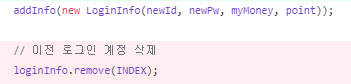 addInfo(new LoginInfo(newId, newPw, myMoney, point));
// 이전 로그인 계정 삭제
loginInfo.remove(INDEX);